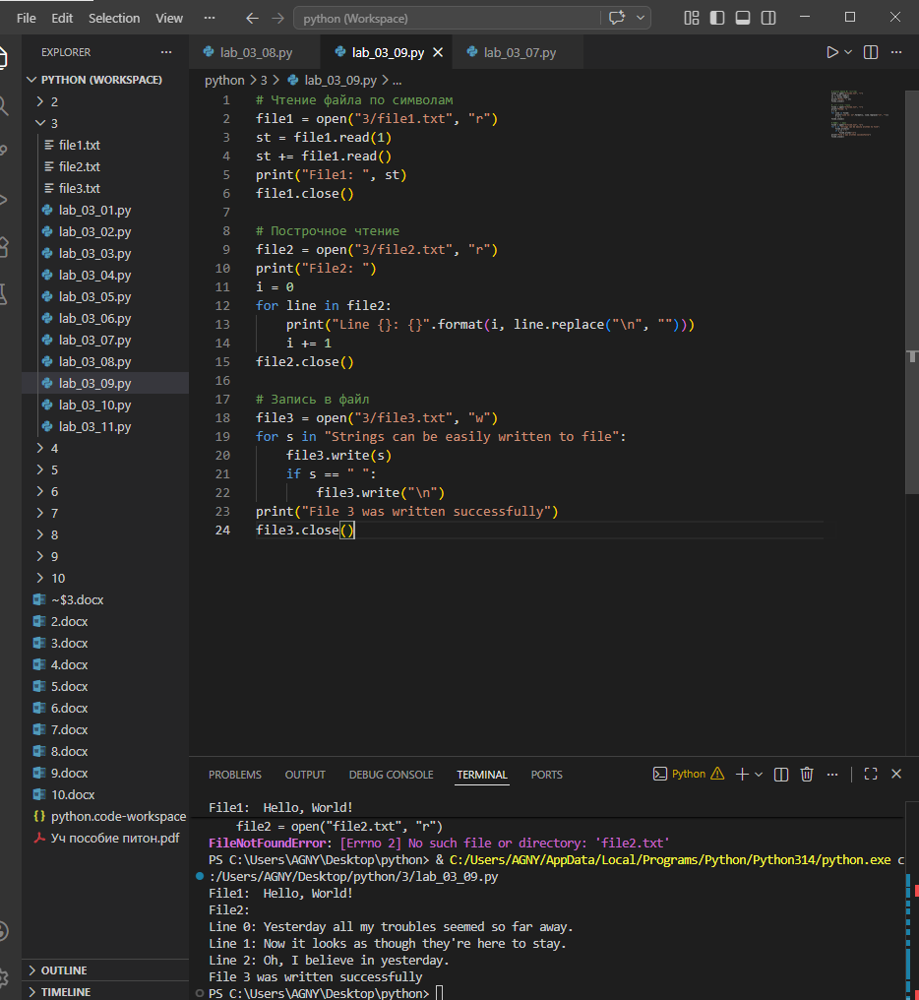 File Edit Selection View ··· python (Workspace)
EXPLORER ···
PYTHON (WORKSPACE)
2
3
file1.txt
file2.txt
file3.txt
lab_03_01.py
lab_03_02.py
lab_03_03.py
lab_03_04.py
lab_03_05.py
lab_03_06.py
lab_03_07.py
lab_03_08.py
lab_03_09.py
lab_03_10.py
lab_03_11.py
4
5
6
7
8
9
10
~$3.docx
2.docx
3.docx
4.docx
5.docx
6.docx
7.docx
8.docx
9.docx
10.docx
python.code-workspace
Уч пособие питон.pdf
OUTLINE
TIMELINE
lab_03_08.py lab_03_09.py lab_03_07.py
python > 3 > lab_03_09.py > ...
1 # Чтение файла по символам
2 file1 = open("3/file1.txt", "r")
3 st = file1.read(1)
4 st += file1.read()
5 print("File1: ", st)
6 file1.close()
7
8 # Построчное чтение
9 file2 = open("3/file2.txt", "r")
10 print("File2: ")
11 i = 0
12 for line in file2:
13     print("Line {}: {}".format(i, line.replace("\n", "")))
14     i += 1
15 file2.close()
16
17 # Запись в файл
18 file3 = open("3/file3.txt", "w")
19 for s in "Strings can be easily written to file":
20     file3.write(s)
21     if s == " ":
22         file3.write("\n")
23 print("File 3 was written successfully")
24 file3.close()
PROBLEMS OUTPUT DEBUG CONSOLE TERMINAL PORTS Python
File1:  Hello, World!
    file2 = open("file2.txt", "r")
FileNotFoundError: [Errno 2] No such file or directory: 'file2.txt'
PS C:\Users\AGNY\Desktop\python> & C:/Users/AGNY/AppData/Local/Programs/Python/Python314/python.exe c
:/Users/AGNY/Desktop/python/3/lab_03_09.py
File1:  Hello, World!
File2:
Line 0: Yesterday all my troubles seemed so far away.
Line 1: Now it looks as though they're here to stay.
Line 2: Oh, I believe in yesterday.
File 3 was written successfully
PS C:\Users\AGNY\Desktop\python>